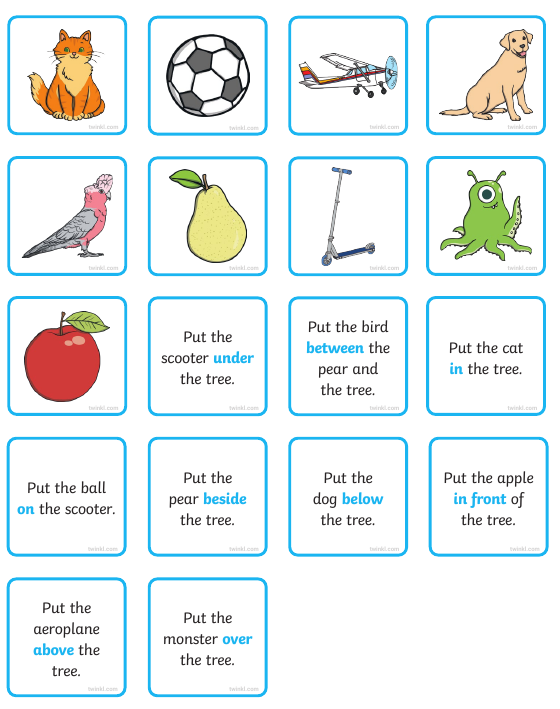 twinkl.com
twinkl.com
twinkl.com
twinkl.com
twinkl.com
twinkl.com
twinkl.com
twinkl.com
twinkl.com
Put the
scooter under
the tree.
twinkl.com
Put the bird
between the
pear and
the tree.
twinkl.com
Put the cat
in the tree.
twinkl.com
Put the ball
on the scooter.
twinkl.com
Put the
pear beside
the tree.
twinkl.com
Put the
dog below
the tree.
twinkl.com
Put the apple
in front of
the tree.
twinkl.com
Put the
aeroplane
above the
tree.
twinkl.com
Put the
monster over
the tree.
twinkl.com